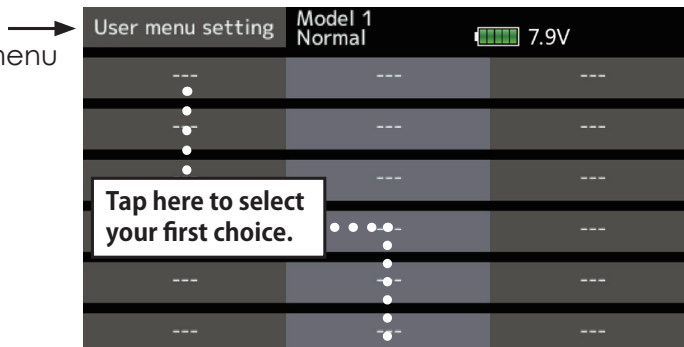 User menu setting Model 1
Normal 7.9V
menu
--- --- ---
--- --- ---
--- ---
Tap here to select
your first choice.
--- ---
--- --- ---
--- --- ---